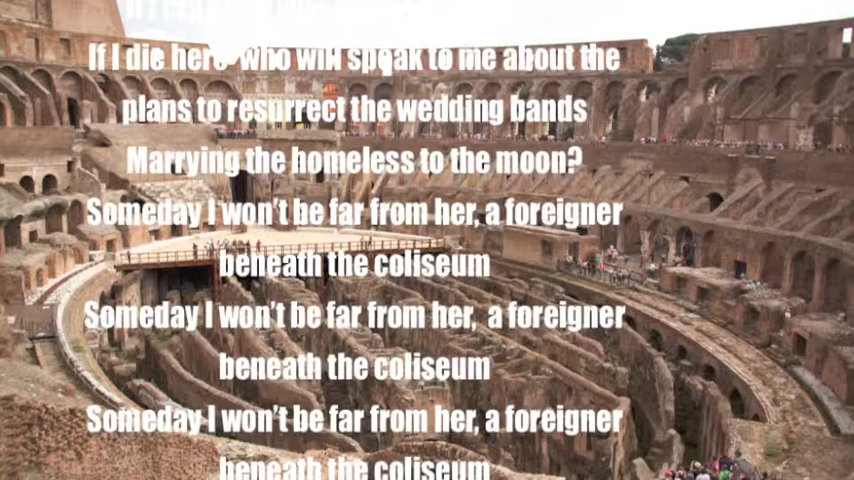 If I die here who will speak to me about the
plans to resurrect the wedding bands
Marrying the homeless to the moon?
Someday I won't be far from her, a foreigner
beneath the coliseum
Someday I won't be far from her, a foreigner
beneath the coliseum
Someday I won't be far from her, a foreigner
beneath the coliseum